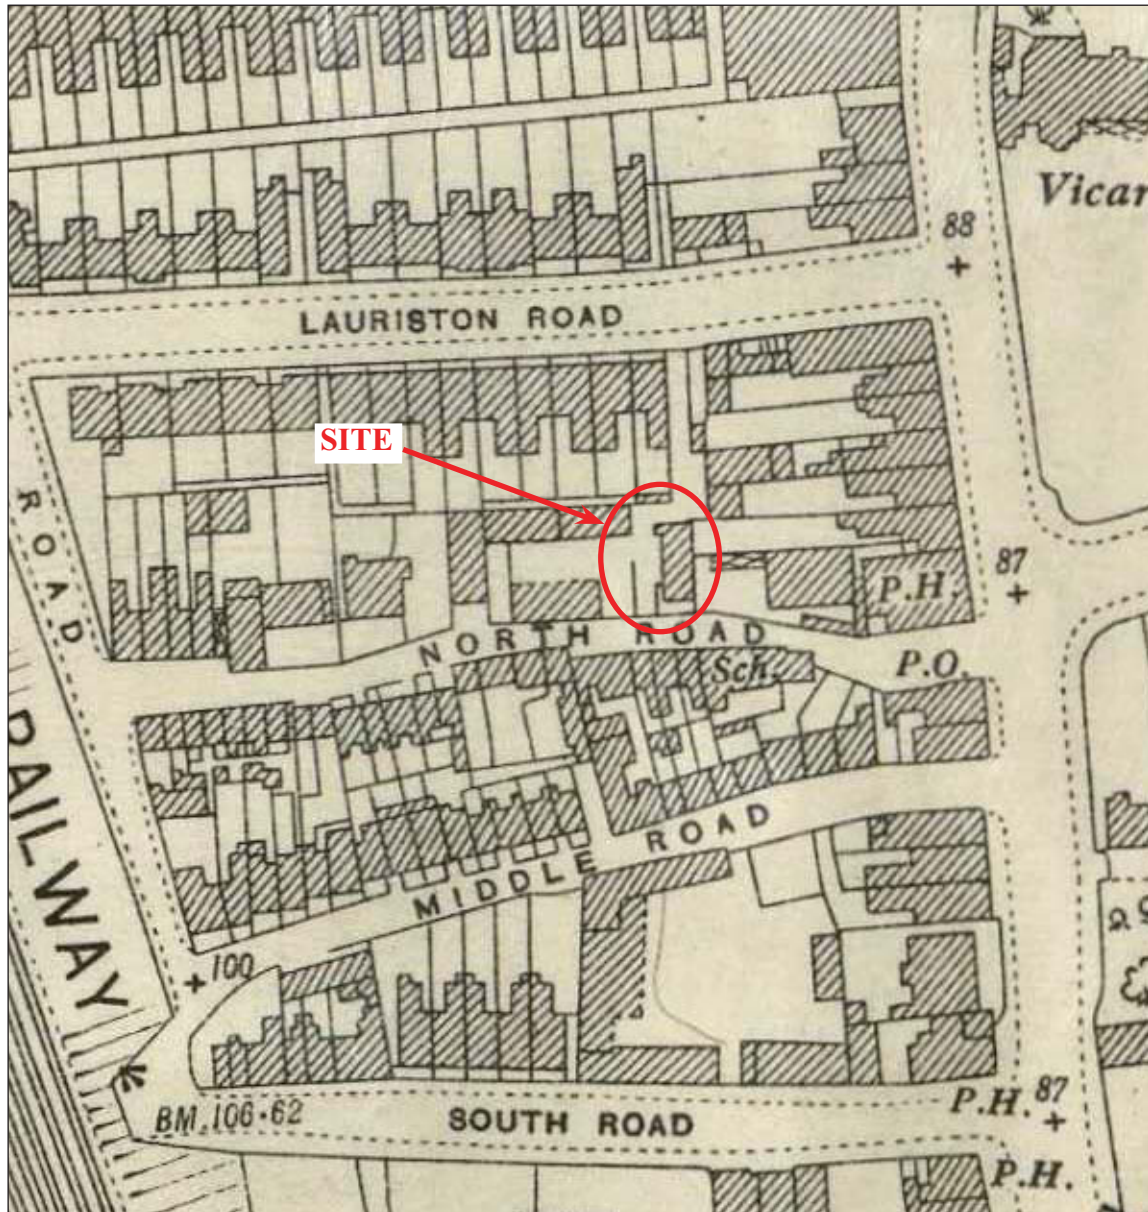 Vicar
88
+
LAURISTON ROAD
SITE
ROAD
P.H.
87
+
NORTH ROAD
Sch.
P.O.
RAILWAY
MIDDLE ROAD
+ 100
BM. 106.62
SOUTH ROAD
P.H. 87
+
P.H.